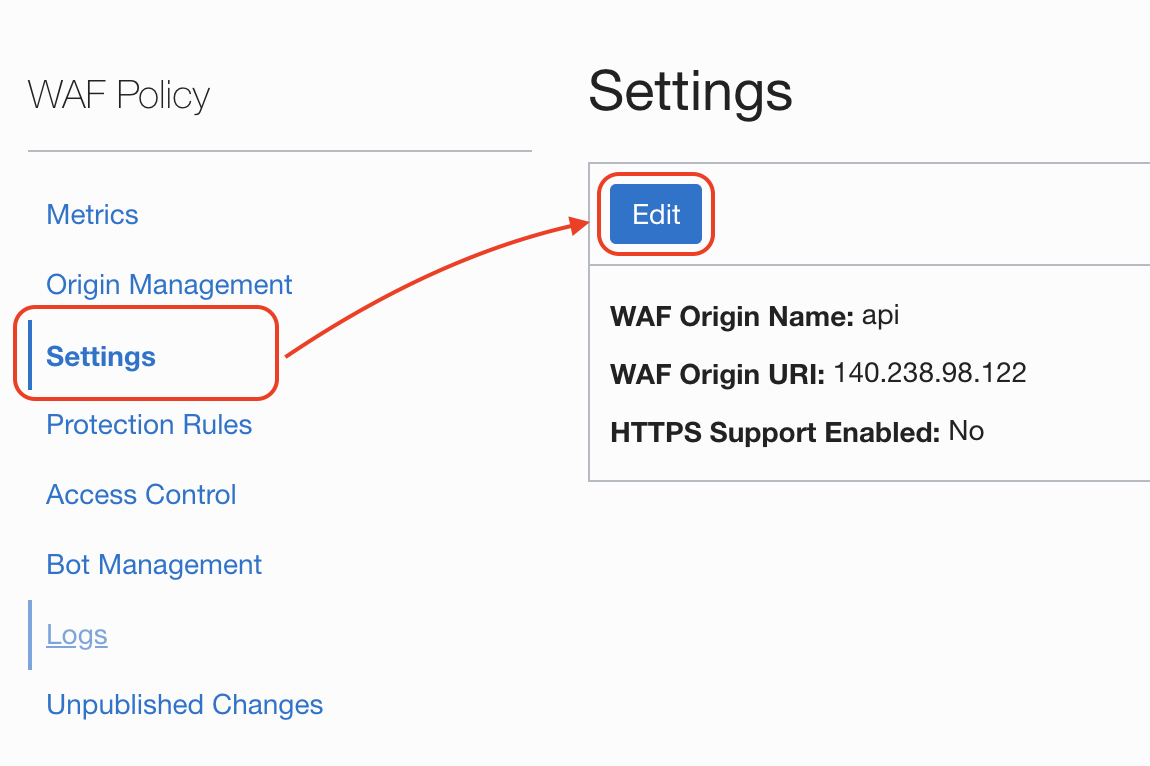 WAF Policy
Metrics
Origin Management
Settings
Protection Rules
Access Control
Bot Management
Logs
Unpublished Changes
Settings
Edit
WAF Origin Name: api
WAF Origin URI: 140.238.98.122
HTTPS Support Enabled: No